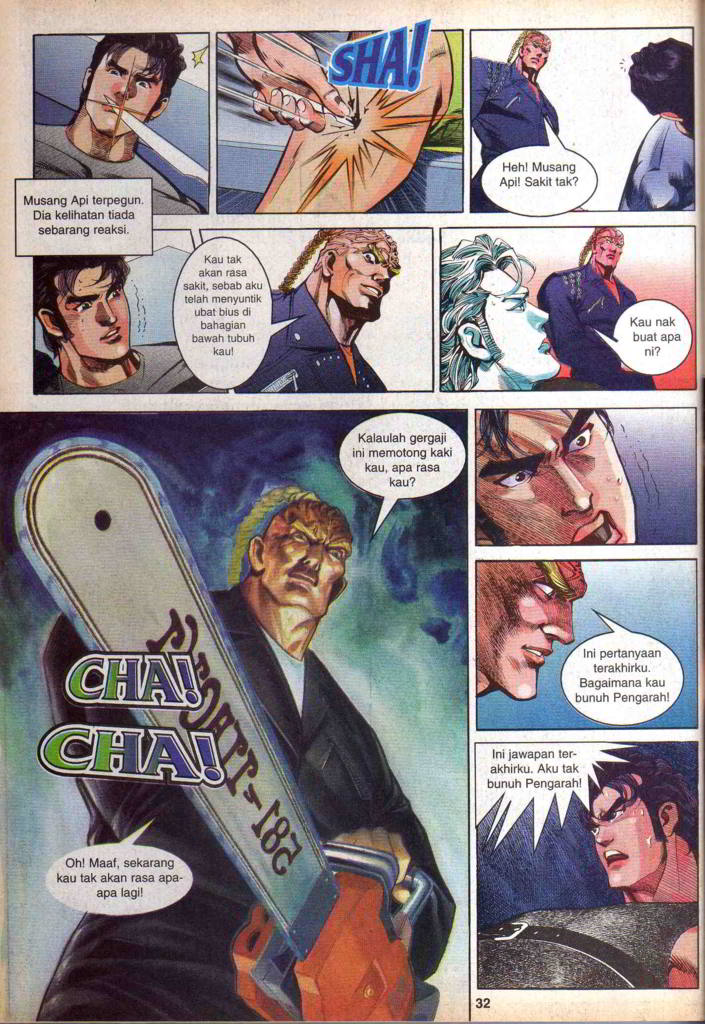 SHA!
Heh! Musang
Api! Sakit tak?
Musang Api terpegun.
Dia kelihatan tiada
sebarang reaksi.
Kau tak
akan rasa
sakit, sebab aku
telah menyuntik
ubat bius di
bahagian
bawah tubuh
kau!
Kau nak
buat apa
ni?
Kalaulah gergaji
ini memotong kaki
kau, apa rasa
kau?
CHA!
CHA!
Oh! Maaf, sekarang
kau tak akan rasa apa-
apa lagi!
Ini pertanyaan
terakhirku.
Bagaimana kau
bunuh Pengarah!
Ini jawapan ter-
akhirku. Aku tak
bunuh Pengarah!
32